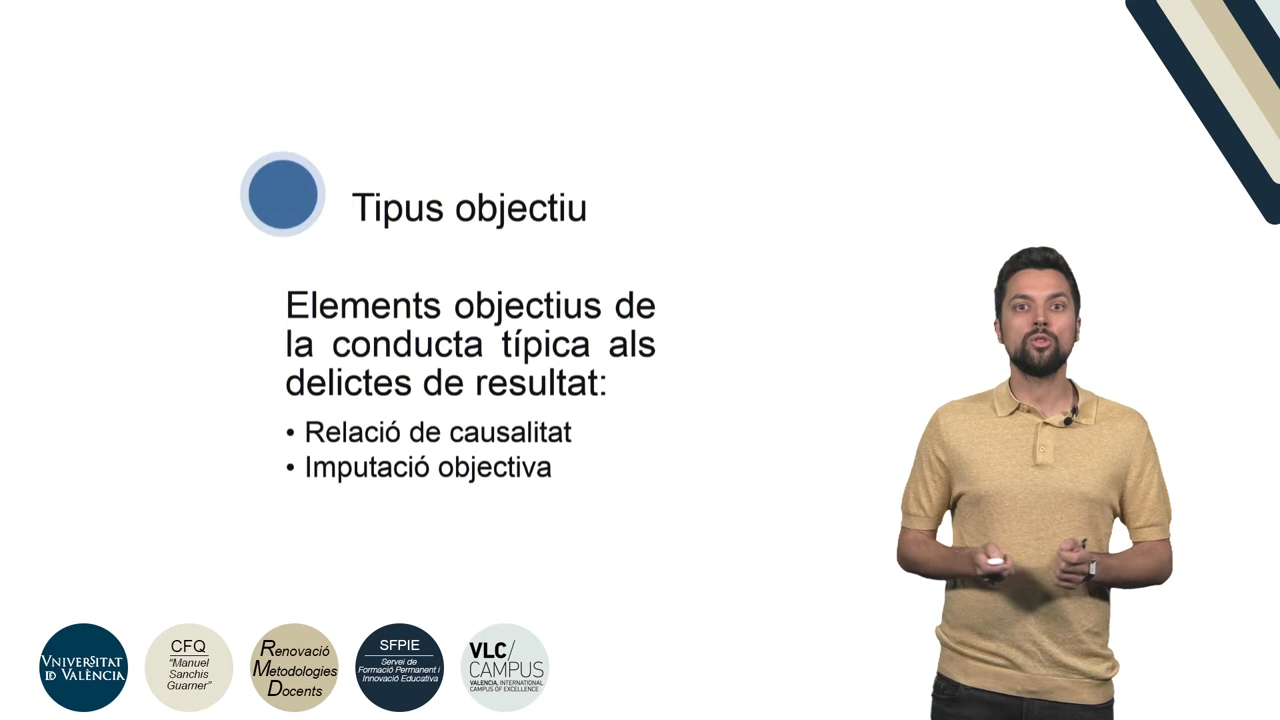 Tipus objectiu
Elements objectius de
la conducta típica als
delictes de resultat:
• Relació de causalitat
• Imputació objectiva
VNIVERSITAT
ID VALÈNCIA
CFQ
"Manuel
Sanchis
Guarner"
Renovació
Metodologies
Docents
SFPIE
Servei de
Formació Permanent i
Innovació Educativa
VLC/
CAMPUS
VALENCIA, INTERNATIONAL
CAMPUS OF EXCELLENCE